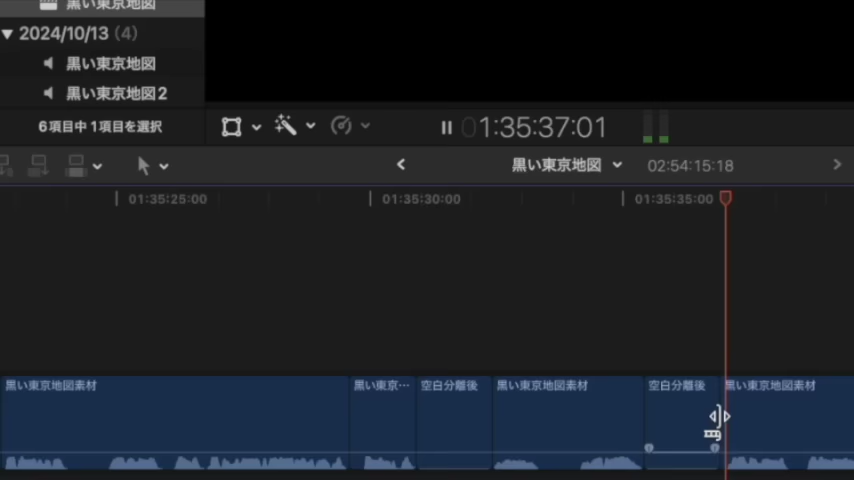 黒い東京地図
2024/10/13 (4)
黒い東京地図
黒い東京地図2
6項目中 1項目を選択
01:35:37:01
黒い東京地図
02:54:15:18
01:35:25:00
01:35:30:00
01:35:35:00
黒い東京地図素材
黒い東京…
空白分離後
黒い東京地図素材
空白分離後
黒い東京地図素材